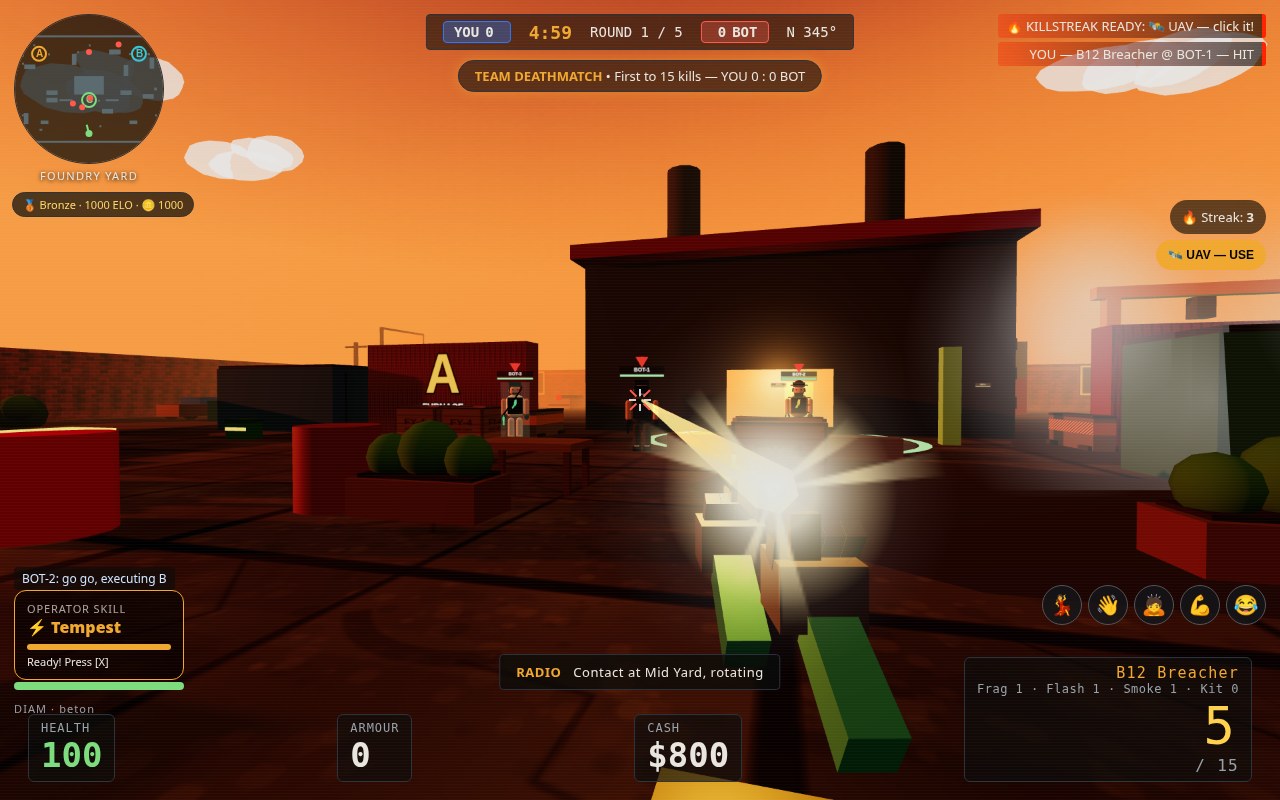 YOU 0 4:59 ROUND 1 / 5 0 BOT N 345°
TEAM DEATHMATCH • First to 15 kills — YOU 0 : 0 BOT
🔥 KILLSTREAK READY: 🛰️ UAV — click it!
YOU — B12 Breacher @ BOT-1 — HIT
A B
FOUNDRY YARD
🥉 Bronze · 1000 ELO · 🪙 1000
🔥 Streak: 3
🛰️ UAV — USE
A
BOT-3
BOT-1
BOT-2
BOT-2: go go, executing B
OPERATOR SKILL
⚡ Tempest
Ready! Press [X]
DIAM · beton
HEALTH
100
ARMOUR
0
CASH
$800
RADIO Contact at Mid Yard, rotating
B12 Breacher
Frag 1 · Flash 1 · Smoke 1 · Kit 0
5
/ 15